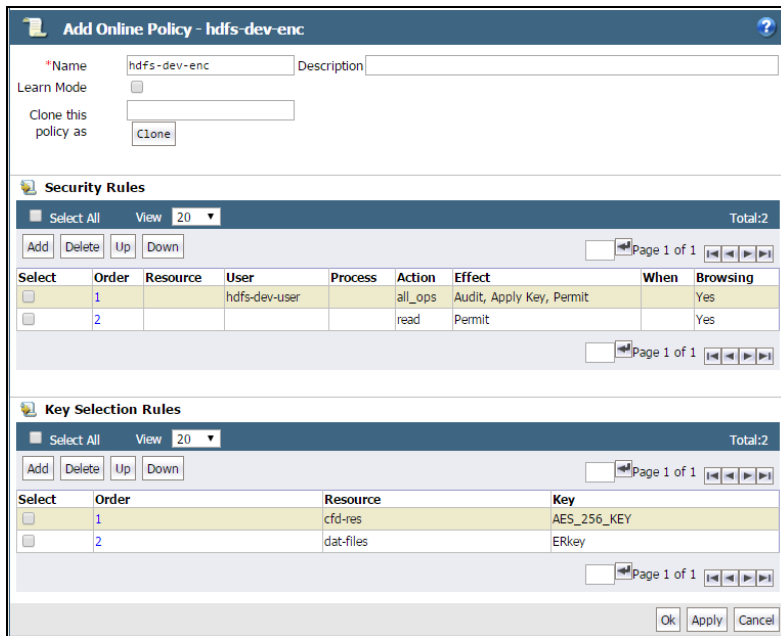 Add Online Policy - hdfs-dev-enc ?
*Name hdfs-dev-enc Description
Learn Mode
Clone this
policy as
Clone
Security Rules
Select All View 20 Total:2
Add Delete Up Down Page 1 of 1
Select Order Resource User Process Action Effect When Browsing
1 hdfs-dev-user all_ops Audit, Apply Key, Permit Yes
2 read Permit Yes
Page 1 of 1
Key Selection Rules
Select All View 20 Total:2
Add Delete Up Down Page 1 of 1
Select Order Resource Key
1 cfd-res AES_256_KEY
2 dat-files ERkey
Page 1 of 1
Ok Apply Cancel